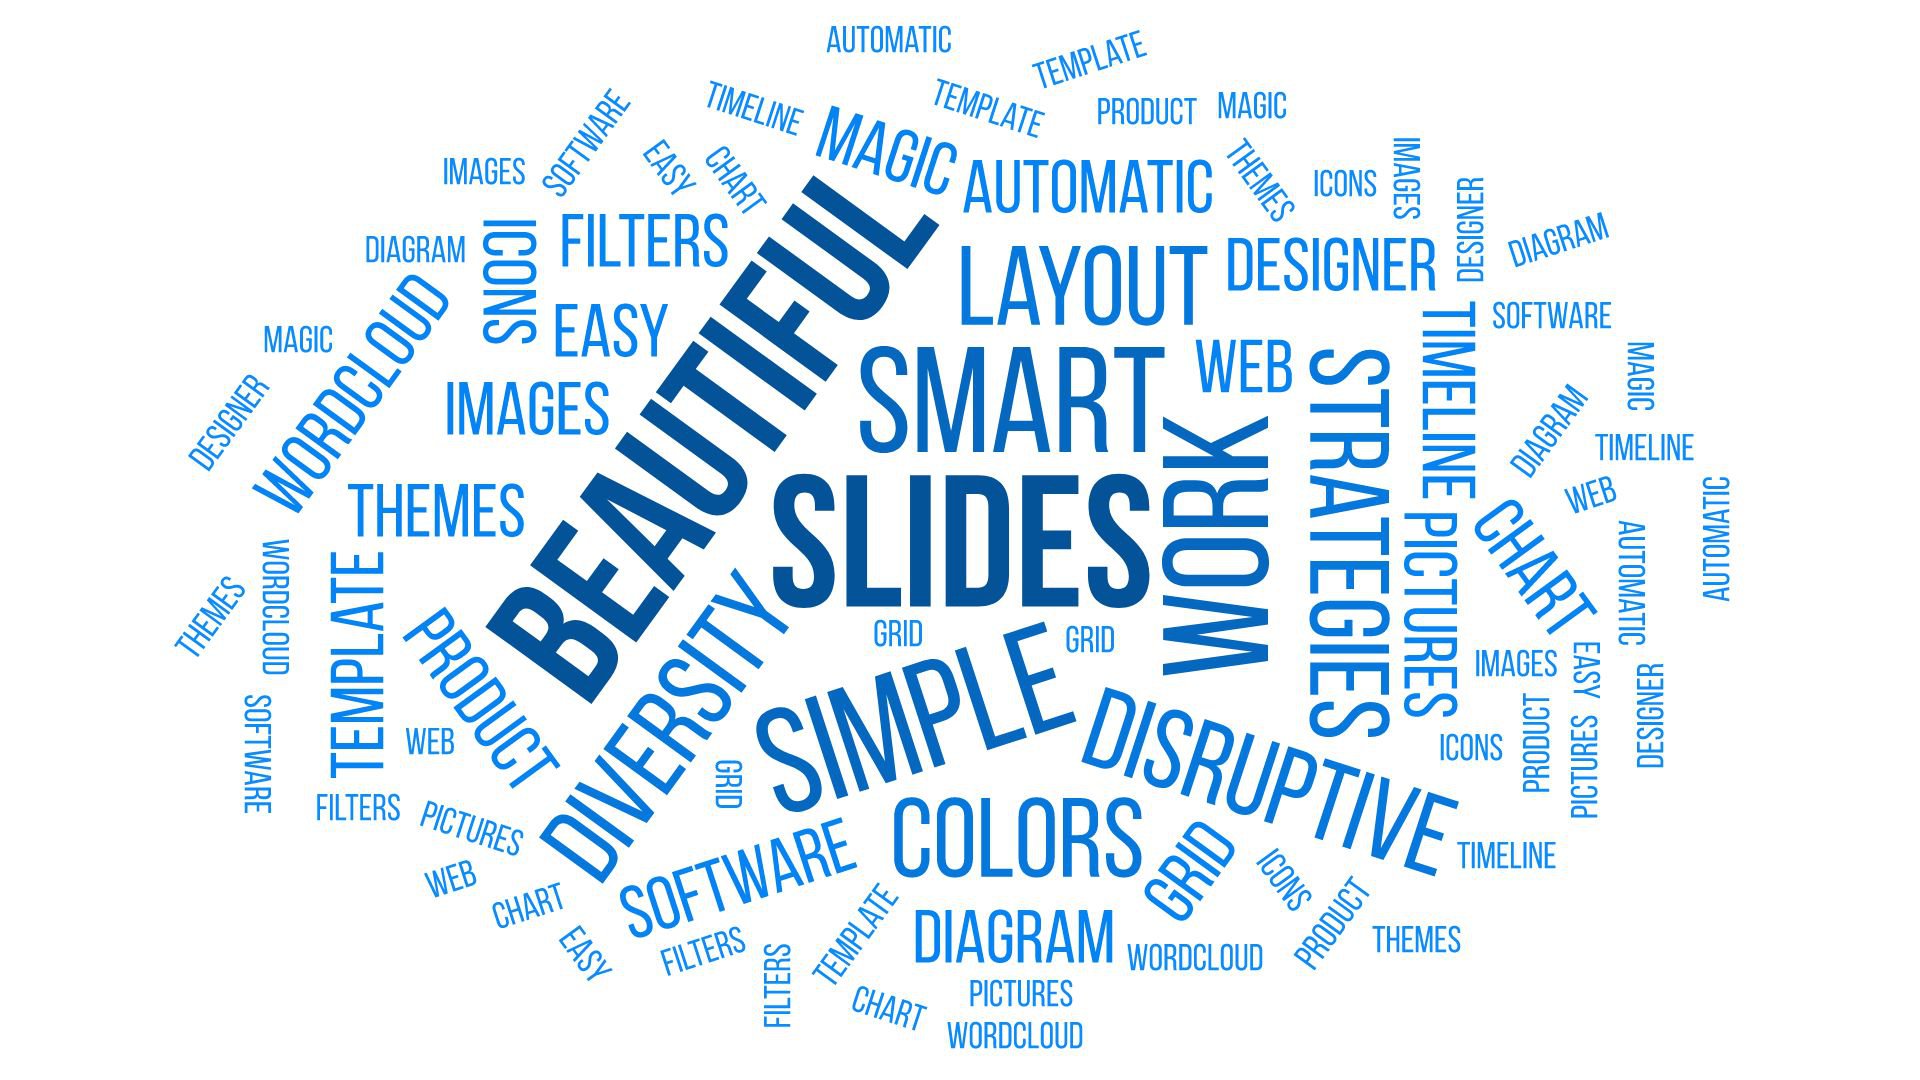 AUTOMATIC
TEMPLATE
TIMELINE
TEMPLATE
PRODUCT
MAGIC
SOFTWARE
MAGIC
IMAGES
EASY
CHART
AUTOMATIC
THEMES
ICONS
IMAGES
DESIGNER
DIAGRAM
DIAGRAM
ICONS
FILTERS
BEAUTIFUL
LAYOUT
DESIGNER
MAGIC
WORDCLOUD
EASY
TIMELINE
SOFTWARE
DESIGNER
IMAGES
SMART
WEB
STRATEGIES
MAGIC
DIAGRAM
TIMELINE
THEMES
SLIDES
WORK
PICTURES
CHART
WEB
AUTOMATIC
AUTOMATIC
THEMES
WORDCLOUD
TEMPLATE
PRODUCT
DIVERSITY
GRID
GRID
SIMPLE
IMAGES
EASY
DESIGNER
SOFTWARE
WEB
GRID
DISRUPTIVE
ICONS
PRODUCT
PICTURES
FILTERS
PICTURES
COLORS
TIMELINE
WEB
SOFTWARE
GRID
ICONS
CHART
TEMPLATE
DIAGRAM
PRODUCT
THEMES
EASY
FILTERS
FILTERS
WORDCLOUD
CHART
PICTURES
WORDCLOUD